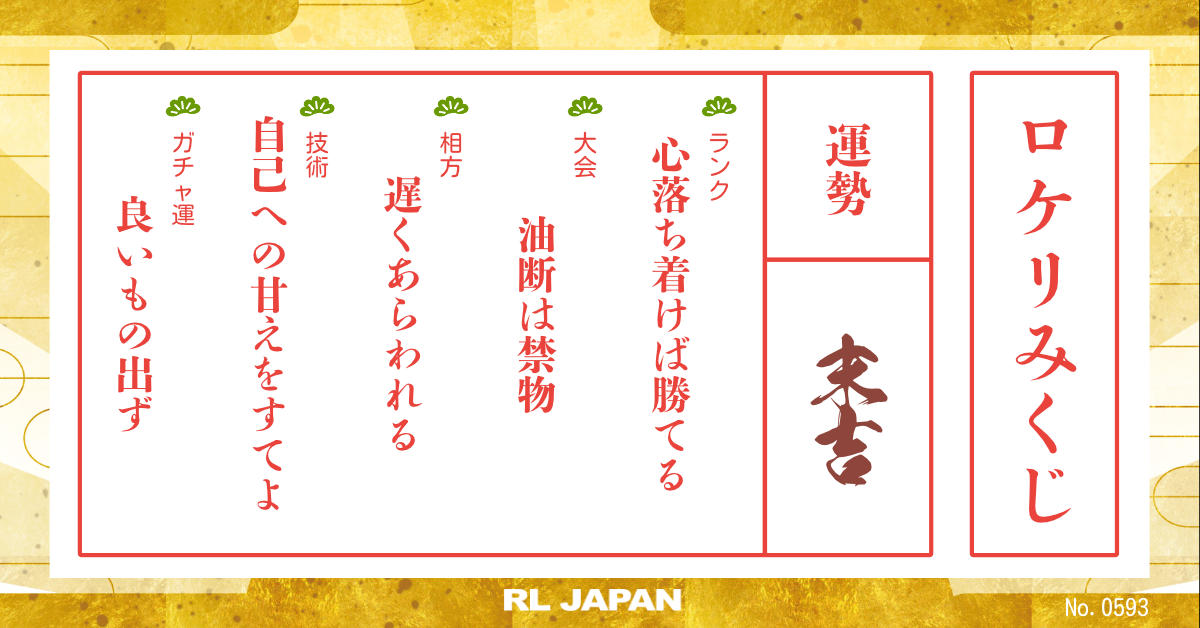 ロケリみくじ
運勢
末吉
ランク
心落ち着けば勝てる
大会
油断は禁物
相方
遅くあらわれる
技術
自己への甘えをすてよ
ガチャ運
良いもの出ず
RL JAPAN
No. 0593